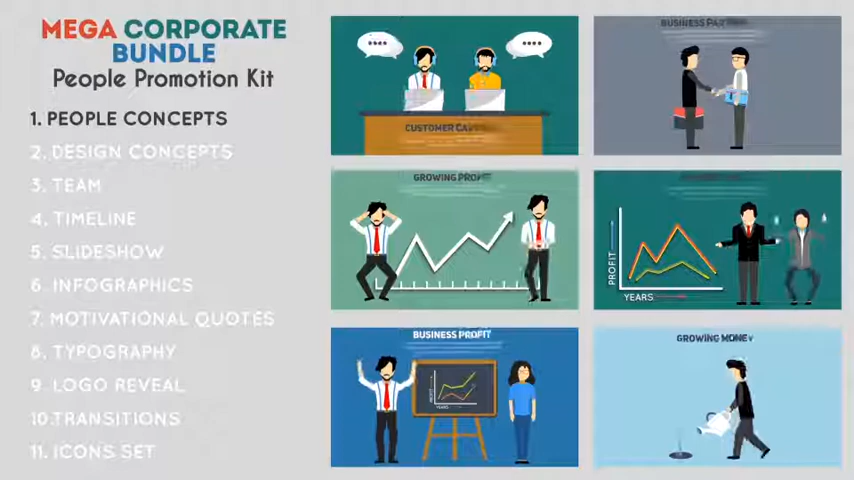 MEGA CORPORATE
BUNDLE
People Promotion Kit
1. PEOPLE CONCEPTS
2. DESIGN CONCEPTS
3. TEAM
4. TIMELINE
5. SLIDESHOW
6. INFOGRAPHICS
7. MOTIVATIONAL QUOTES
8. TYPOGRAPHY
9. LOGO REVEAL
10.TRANSITIONS
11. ICONS SET
CUSTOMER
BUSINESS
GROWING PROFIT
PROFIT
YEARS
BUSINESS PROFIT
PROFIT
YEARS
GROWING MONEY